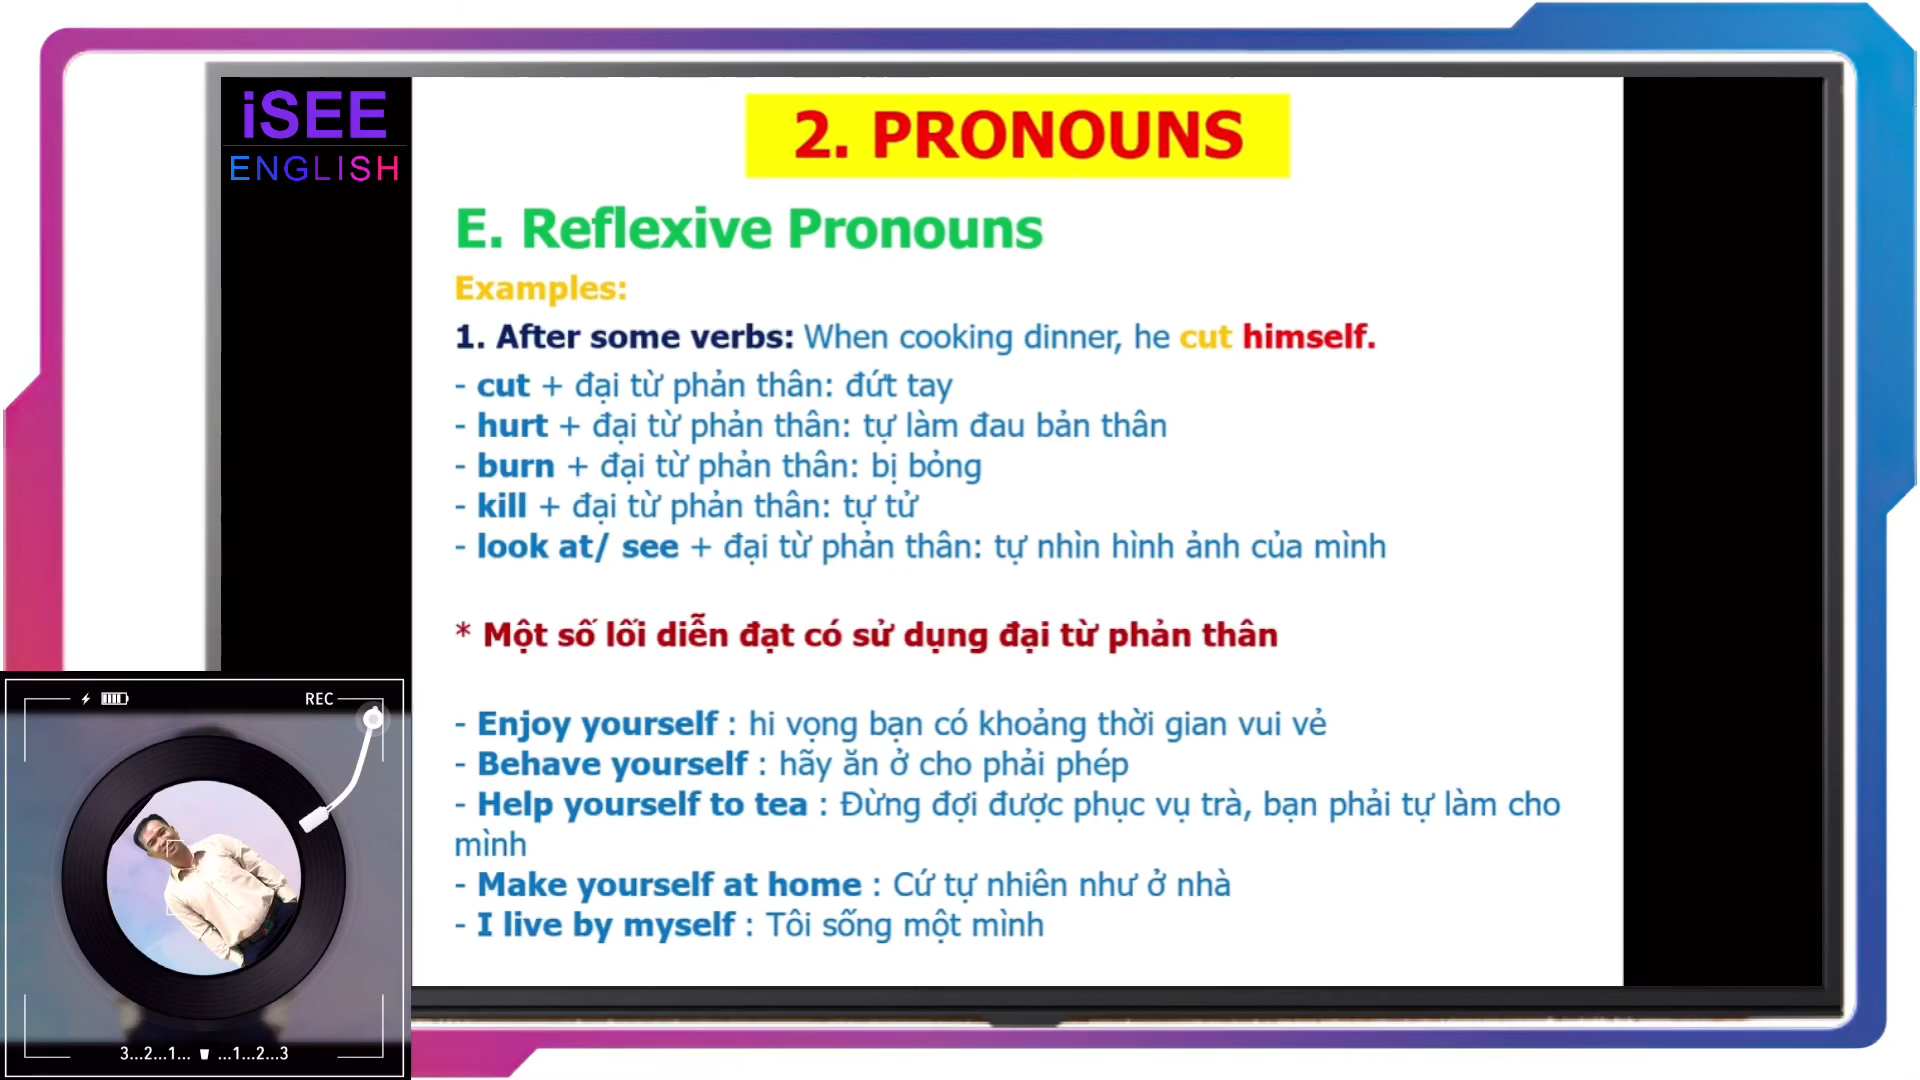 iSEE
ENGLISH
2. PRONOUNS
E. Reflexive Pronouns
Examples:
1. After some verbs: When cooking dinner, he cut himself.
- cut + đại từ phản thân: đứt tay
- hurt + đại từ phản thân: tự làm đau bản thân
- burn + đại từ phản thân: bị bỏng
- kill + đại từ phản thân: tự tử
- look at/ see + đại từ phản thân: tự nhìn hình ảnh của mình
* Một số lối diễn đạt có sử dụng đại từ phản thân
- Enjoy yourself : hi vọng bạn có khoảng thời gian vui vẻ
- Behave yourself : hãy ăn ở cho phải phép
- Help yourself to tea : Đừng đợi được phục vụ trà, bạn phải tự làm cho
mình
- Make yourself at home : Cứ tự nhiên như ở nhà
- I live by myself : Tôi sống một mình
REC
3...2...1... ...1...2...3